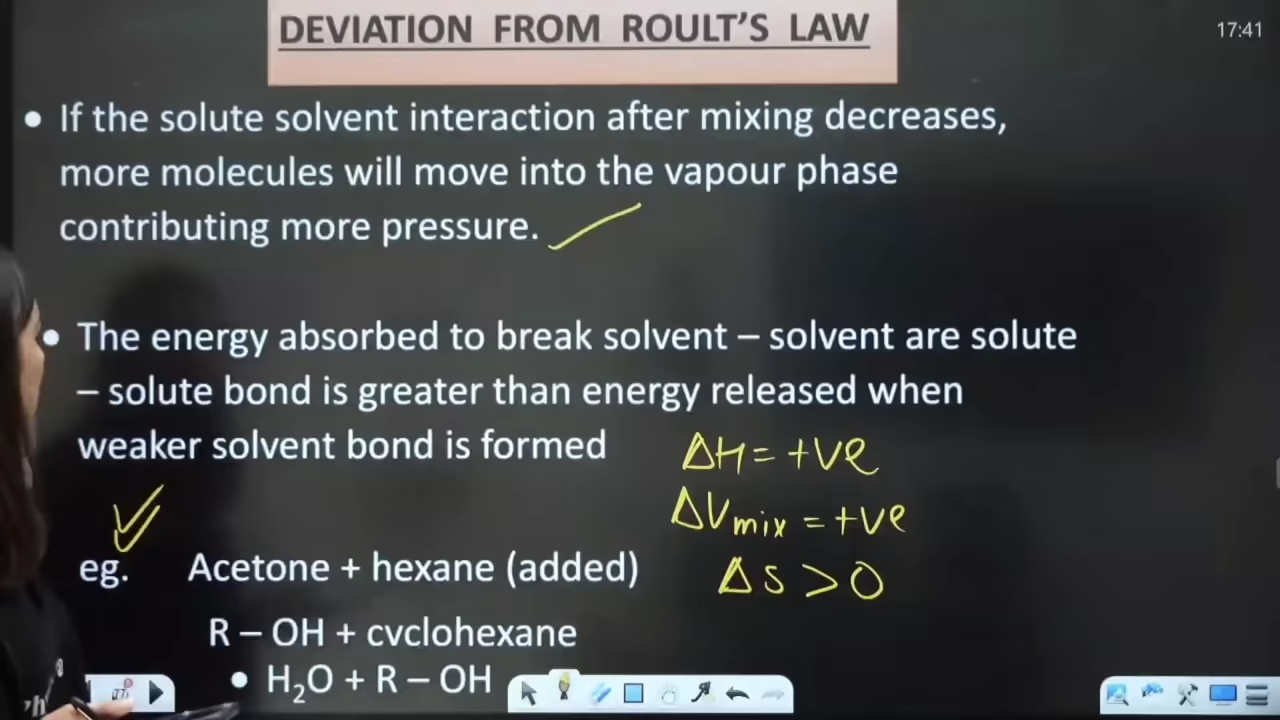 DEVIATION FROM ROULT'S LAW
17:41
• If the solute solvent interaction after mixing decreases,
more molecules will move into the vapour phase
contributing more pressure.
• The energy absorbed to break solvent – solvent are solute
– solute bond is greater than energy released when
weaker solvent bond is formed
ΔH = +ve
ΔVmix = +ve
ΔS > 0
eg. Acetone + hexane (added)
R – OH + cyclohexane
• H₂O + R – OH